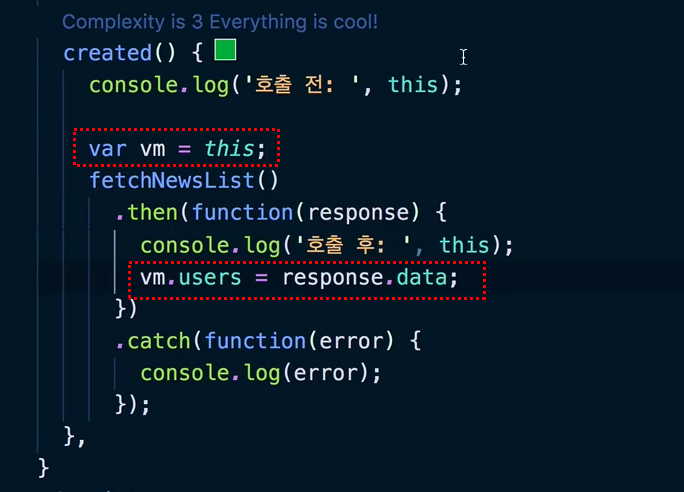 Complexity is 3 Everything is cool!
created() {
console.log('호출 전: ', this);
var vm = this;
fetchNewsList()
.then(function(response) {
console.log('호출 후: ', this);
vm.users = response.data;
})
.catch(function(error) {
console.log(error);
});
},
}